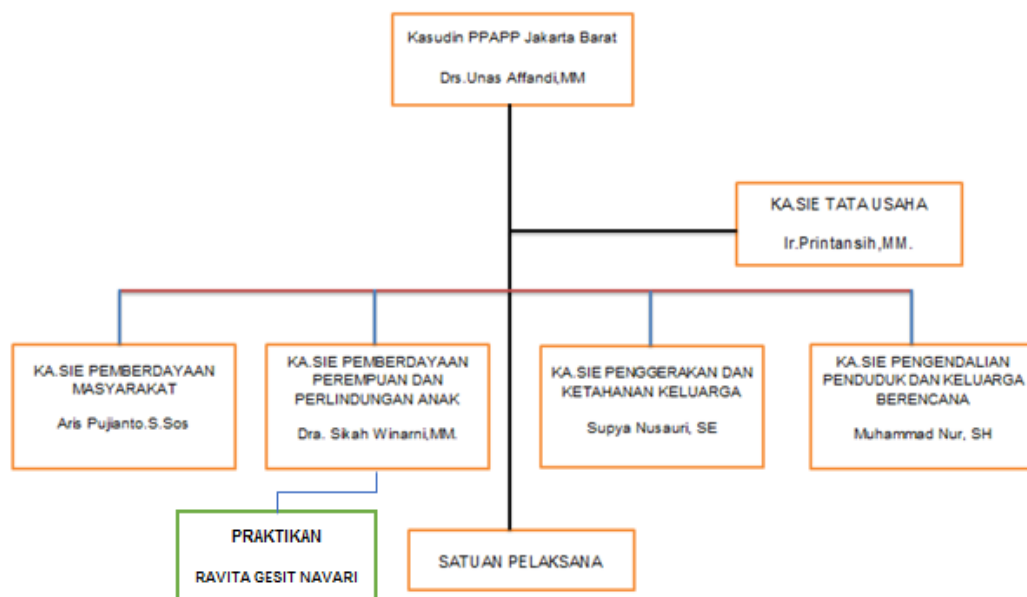 Kasudin PPAPP Jakarta Barat
Drs.Unas Affandi,MM
KA.SIE TATA USAHA
Ir.Printansih,MM.
KA.SIE PEMBERDAYAAN
MASYARAKAT
Aris Pujianto.S.Sos
KA.SIE PEMBERDAYAAN
PEREMPUAN DAN
PERLINDUNGAN ANAK
Dra. Sikah Winarni,MM.
KA.SIE PENGGERAKAN DAN
KETAHANAN KELUARGA
Supya Nusauri, SE
KA.SIE PENGENDALIAN
PENDUDUK DAN KELUARGA
BERENCANA
Muhammad Nur, SH
PRAKTIKAN
RAVITA GESIT NAVARI
SATUAN PELAKSANA